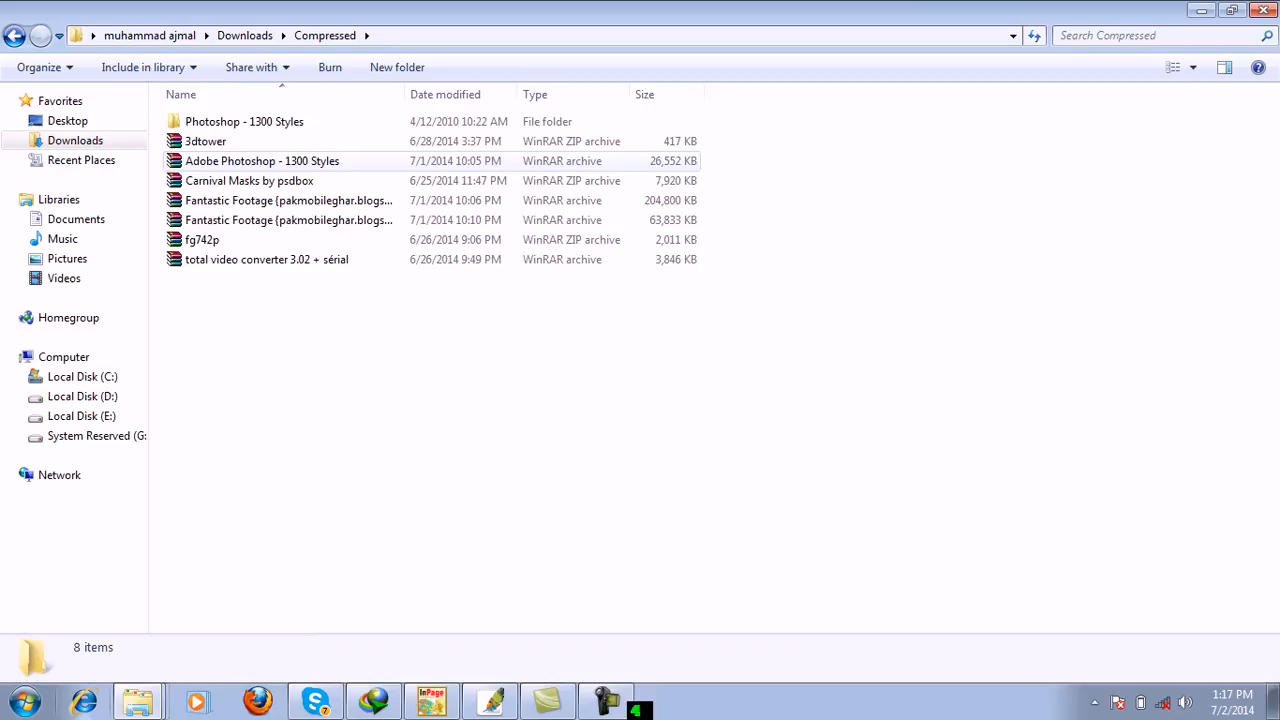 muhammad ajmal Downloads Compressed Search Compressed
Organize Include in library Share with Burn New folder
Name Date modified Type Size
Favorites
Desktop
Downloads
Recent Places
Libraries
Documents
Music
Pictures
Videos
Homegroup
Computer
Local Disk (C:)
Local Disk (D:)
Local Disk (E:)
System Reserved (G:
Network
Photoshop - 1300 Styles 4/12/2010 10:22 AM File folder
3dtower 6/28/2014 3:37 PM WinRAR ZIP archive 417 KB
Adobe Photoshop - 1300 Styles 7/1/2014 10:05 PM WinRAR archive 26,552 KB
Carnival Masks by psdbox 6/25/2014 11:47 PM WinRAR ZIP archive 7,920 KB
Fantastic Footage {pakmobileghar.blogs... 7/1/2014 10:06 PM WinRAR archive 204,800 KB
Fantastic Footage {pakmobileghar.blogs... 7/1/2014 10:10 PM WinRAR archive 63,833 KB
fg742p 6/26/2014 9:06 PM WinRAR ZIP archive 2,011 KB
total video converter 3.02 + sérial 6/26/2014 9:49 PM WinRAR archive 3,846 KB
8 items
InPage
7
4
1:17 PM
7/2/2014